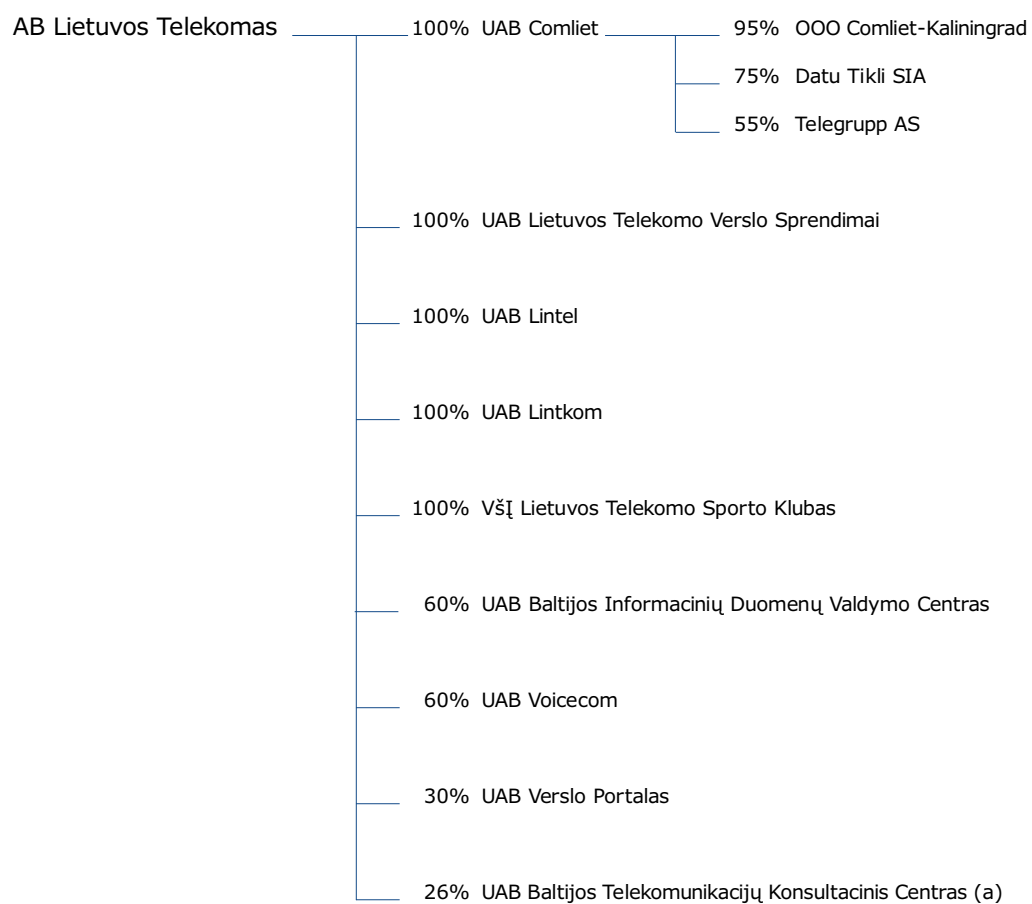 AB Lietuvos Telekomas 100% UAB Comliet 95% OOO Comliet-Kaliningrad
75% Datu Tikli SIA
55% Telegrupp AS
100% UAB Lietuvos Telekomo Verslo Sprendimai
100% UAB Lintel
100% UAB Lintkom
100% VšĮ Lietuvos Telekomo Sporto Klubas
60% UAB Baltijos Informacinių Duomenų Valdymo Centras
60% UAB Voicecom
30% UAB Verslo Portalas
26% UAB Baltijos Telekomunikacijų Konsultacinis Centras (a)